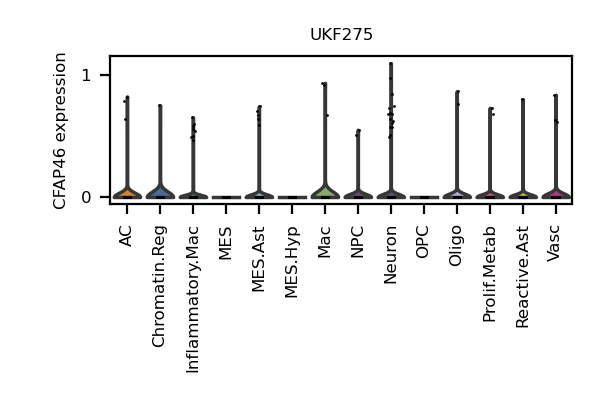 UKF275
CFAP46 expression
1
0
AC
Chromatin.Reg
Inflammatory.Mac
MES
MES.Ast
MES.Hyp
Mac
NPC
Neuron
OPC
Oligo
Prolif.Metab
Reactive.Ast
Vasc